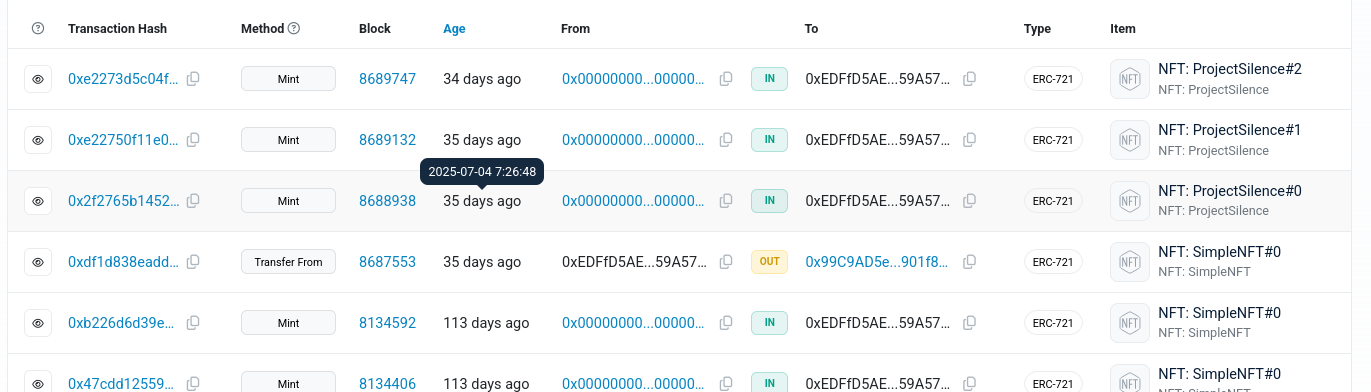 Transaction Hash Method Block Age From To Type Item
0xe2273d5c04f... Mint 8689747 34 days ago 0x00000000...00000... IN 0xEDFfD5AE...59A57... ERC-721 NFT NFT: ProjectSilence#2
NFT: ProjectSilence
0xe22750f11e0... Mint 8689132 35 days ago 0x00000000...00000... IN 0xEDFfD5AE...59A57... ERC-721 NFT NFT: ProjectSilence#1
NFT: ProjectSilence
2025-07-04 7:26:48
0x2f2765b1452... Mint 8688938 35 days ago 0x00000000...00000... IN 0xEDFfD5AE...59A57... ERC-721 NFT NFT: ProjectSilence#0
NFT: ProjectSilence
0xdf1d838eadd... Transfer From 8687553 35 days ago 0xEDFfD5AE...59A57... OUT 0x99C9AD5e...901f8... ERC-721 NFT NFT: SimpleNFT#0
NFT: SimpleNFT
0xb226d6d39e... Mint 8134592 113 days ago 0x00000000...00000... IN 0xEDFfD5AE...59A57... ERC-721 NFT NFT: SimpleNFT#0
NFT: SimpleNFT
0x47cdd12559... Mint 8134406 113 days ago 0x00000000...00000... IN 0xEDFfD5AE...59A57... ERC-721 NFT NFT: SimpleNFT#0